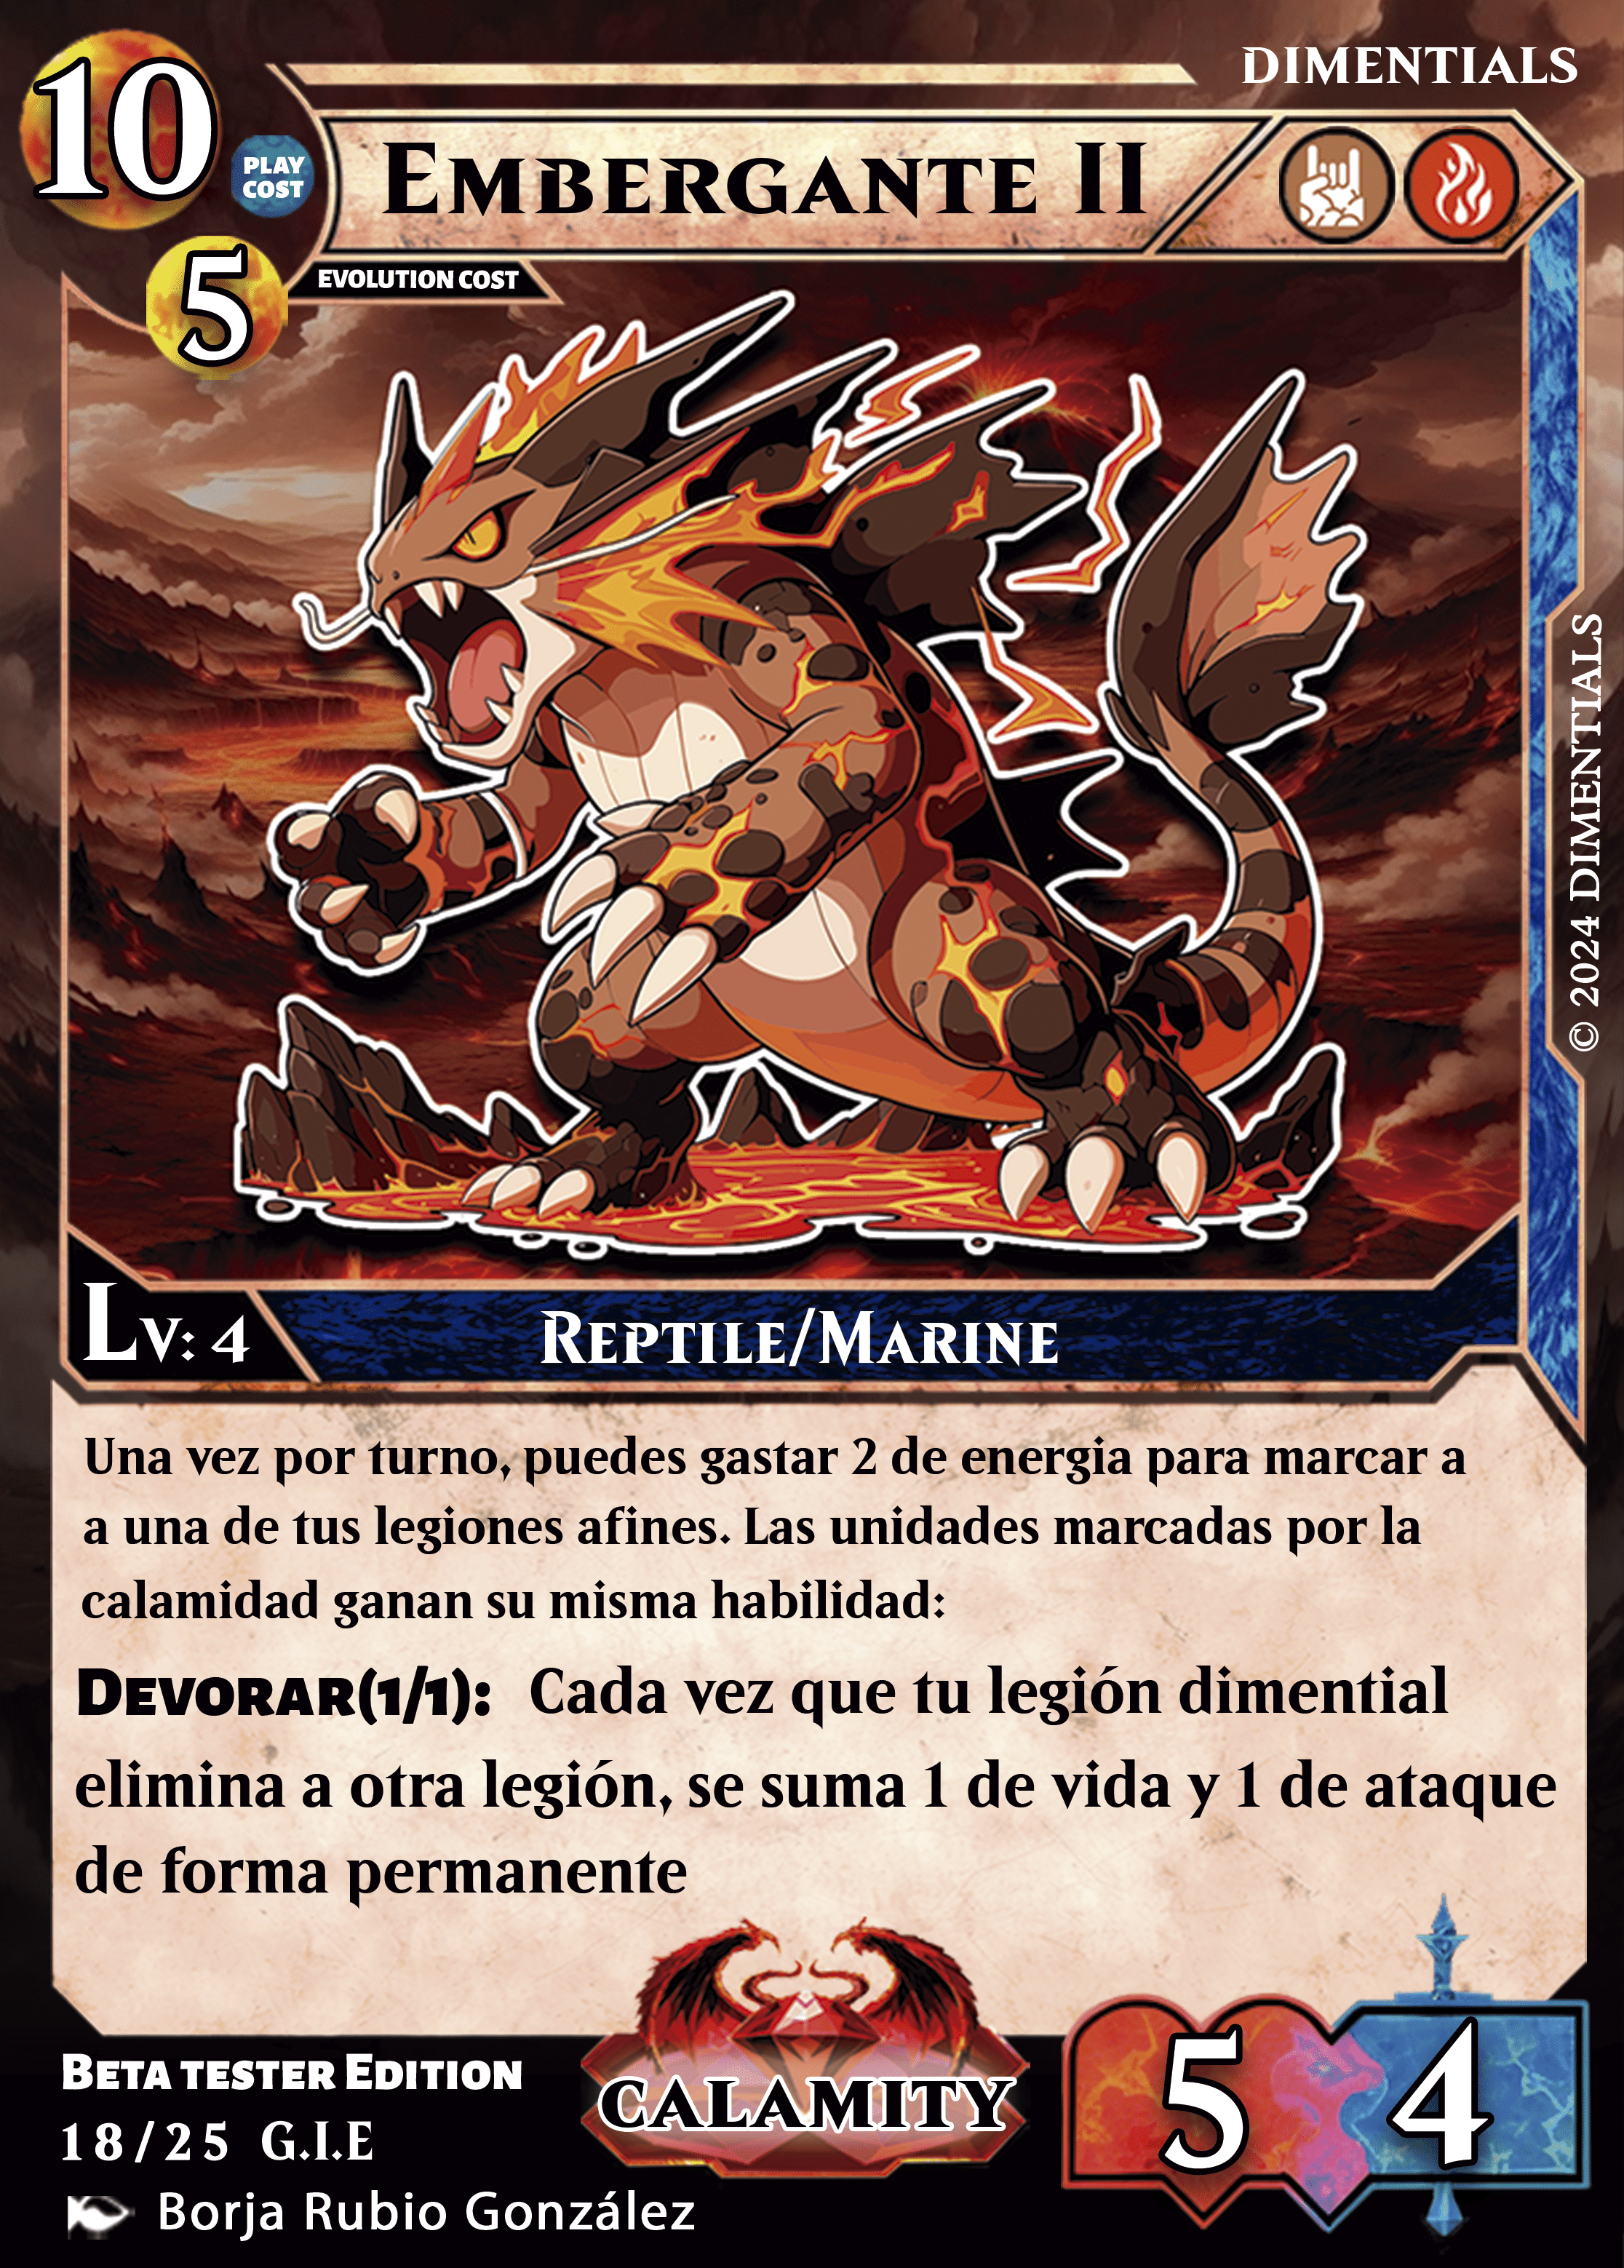 10
DIMENTIALS
PLAY
COST
EMBERGANTE II
5
EVOLUTION COST
© 2024 DIMENTIALS
LV: 4
REPTILE/MARINE
Una vez por turno, puedes gastar 2 de energia para marcar a
a una de tus legiones afines. Las unidades marcadas por la
calamidad ganan su misma habilidad:
DEVORAR(1/1): Cada vez que tu legión dimential
elimina a otra legión, se suma 1 de vida y 1 de ataque
de forma permanente
BETA TESTER EDITION
18/25 G.I.E
Borja Rubio González
CALAMITY
5
4